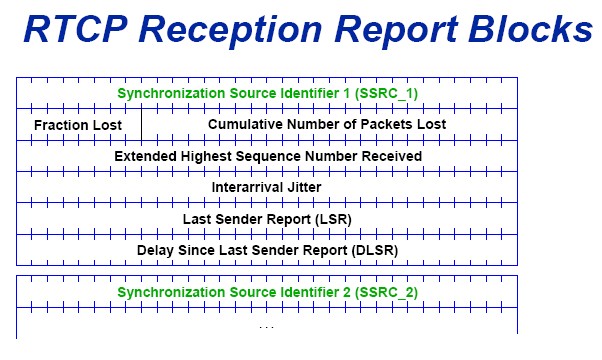 RTCP Reception Report Blocks
Synchronization Source Identifier 1 (SSRC_1)
Fraction Lost Cumulative Number of Packets Lost
Extended Highest Sequence Number Received
Interarrival Jitter
Last Sender Report (LSR)
Delay Since Last Sender Report (DLSR)
Synchronization Source Identifier 2 (SSRC_2)
...